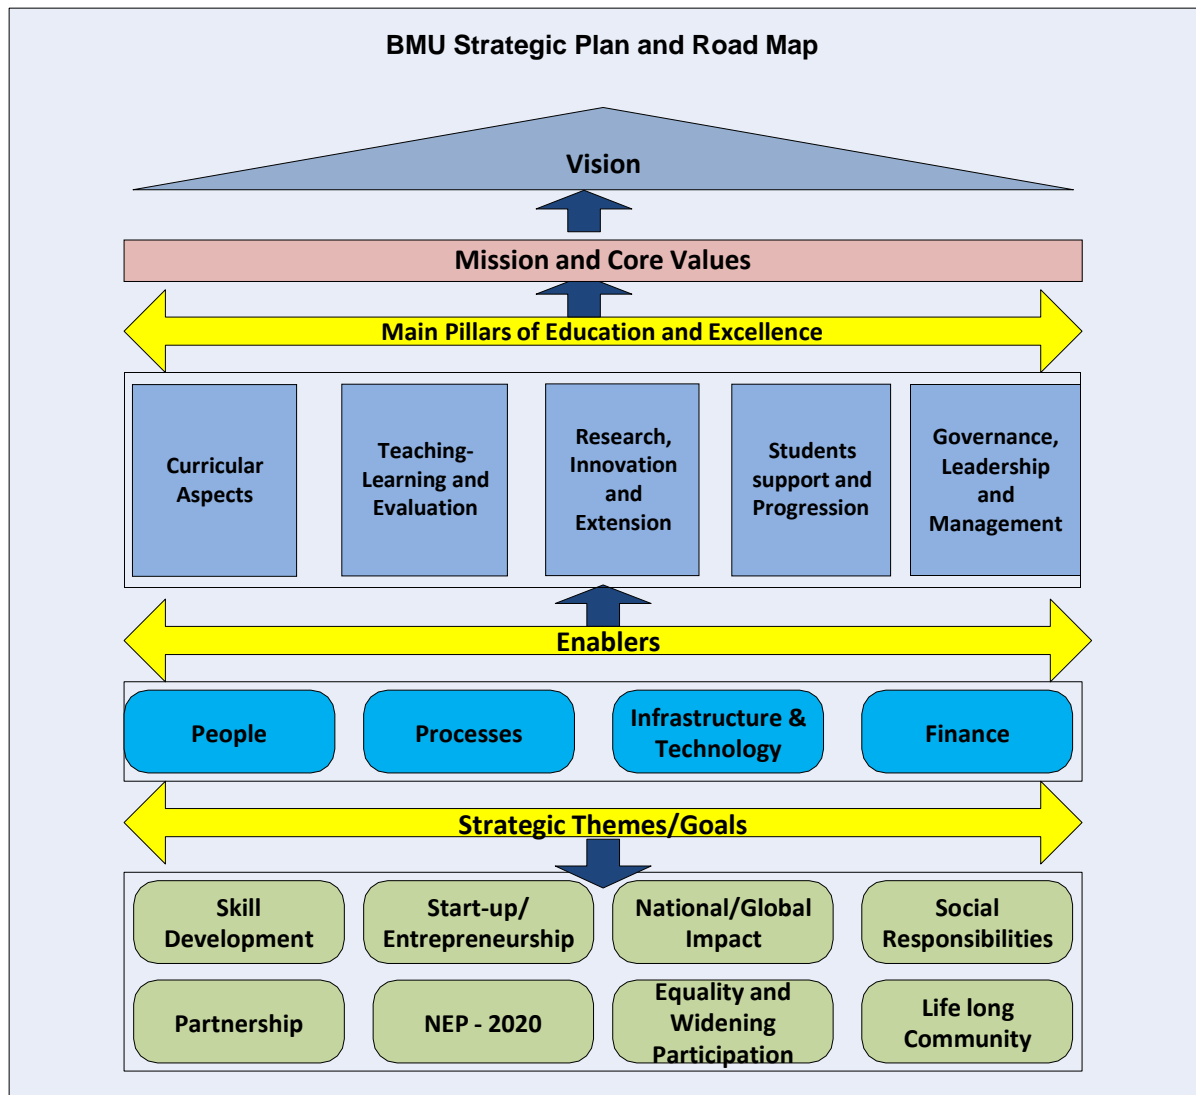 BMU Strategic Plan and Road Map
Vision
Mission and Core Values
Main Pillars of Education and Excellence
Curricular
Aspects
Teaching-
Learning and
Evaluation
Research,
Innovation
and
Extension
Students
support and
Progression
Governance,
Leadership
and
Management
Enablers
People
Processes
Infrastructure &
Technology
Finance
Strategic Themes/Goals
Skill
Development
Start-up/
Entrepreneurship
National/Global
Impact
Social
Responsibilities
Partnership
NEP - 2020
Equality and
Widening
Participation
Life long
Community